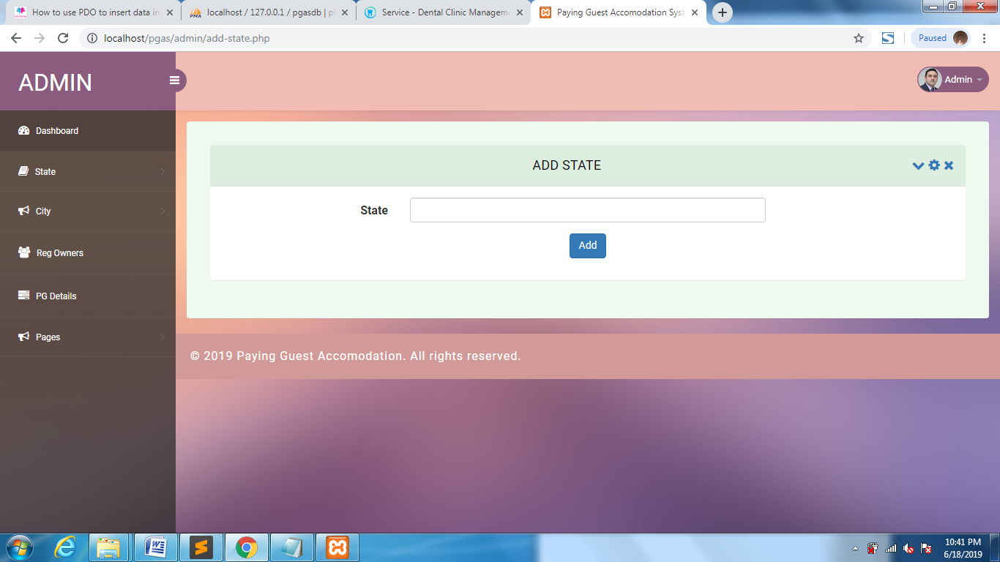 How to use PDO to insert data in
localhost / 127.0.0.1 / pgasdb | p
Service - Dental Clinic Managem
Paying Guest Accomodation Syst
localhost/pgas/admin/add-state.php
Paused
ADMIN
Admin
Dashboard
State
City
Reg Owners
PG Details
Pages
ADD STATE
State
Add
© 2019 Paying Guest Accomodation. All rights reserved.
10:41 PM
6/18/2019